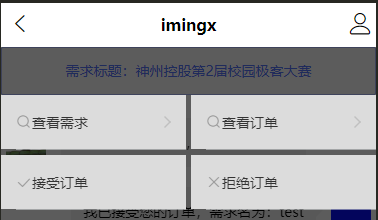 imingx
需求标题：神州控股第2届校园极客大赛
查看需求
查看订单
接受订单
拒绝订单
我已接受您的订单，需求名为：test